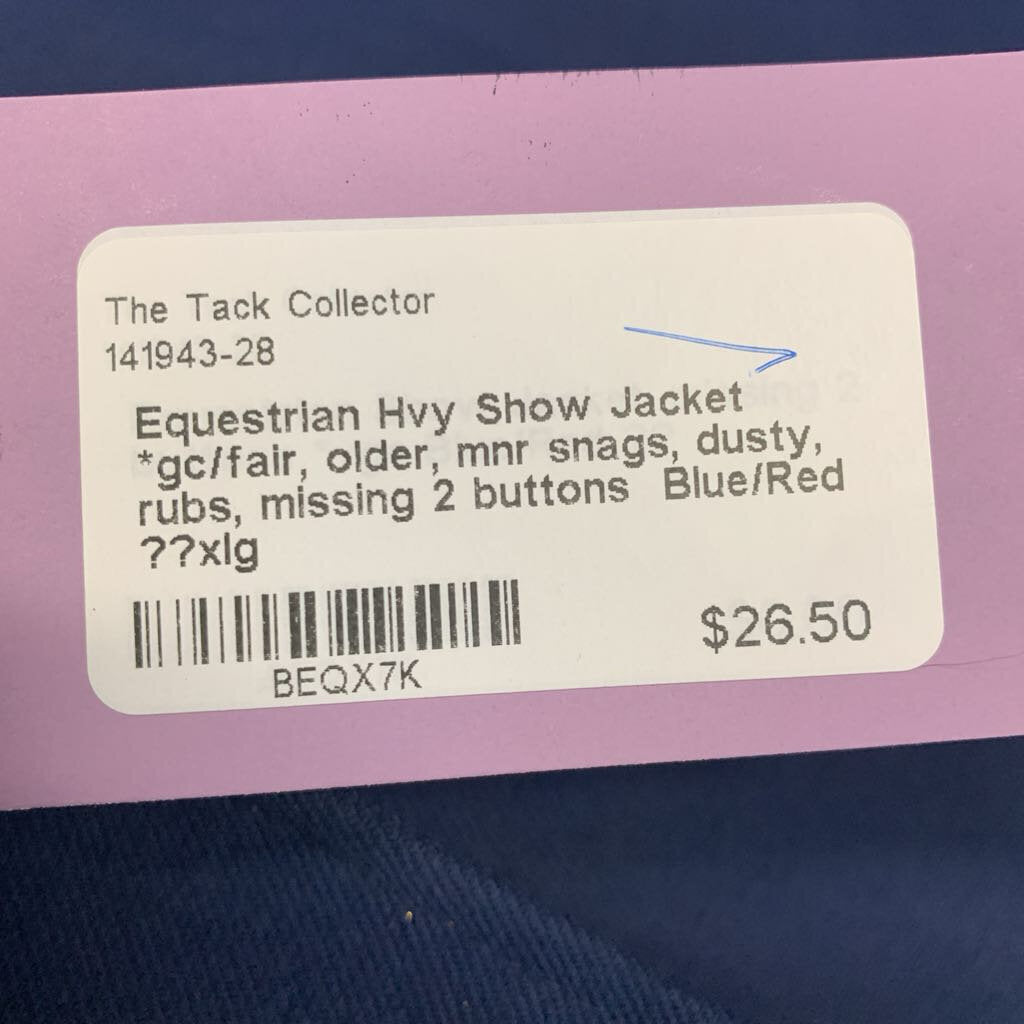 The Tack Collector
141943-28
Equestrian Hvy Show Jacket
*gc/fair, older, mnr snags, dusty,
rubs, missing 2 buttons Blue/Red
??xlg
BEQX7K
$26.50